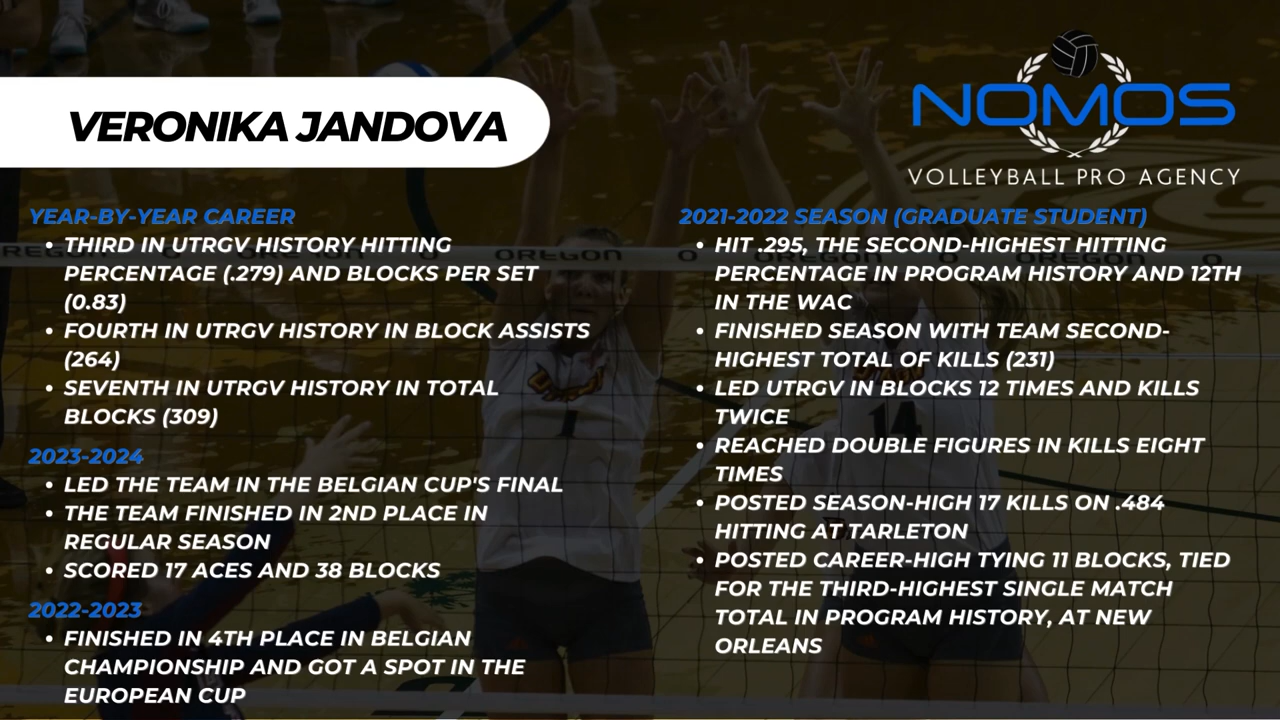 VERONIKA JANDOVA
NOMOS
VOLLEYBALL PRO AGENCY
YEAR-BY-YEAR CAREER
• THIRD IN UTRGV HISTORY HITTING
PERCENTAGE (.279) AND BLOCKS PER SET
(0.83)
• FOURTH IN UTRGV HISTORY IN BLOCK ASSISTS
(264)
• SEVENTH IN UTRGV HISTORY IN TOTAL
BLOCKS (309)
2023-2024
• LED THE TEAM IN THE BELGIAN CUP'S FINAL
• THE TEAM FINISHED IN 2ND PLACE IN
REGULAR SEASON
• SCORED 17 ACES AND 38 BLOCKS
2022-2023
• FINISHED IN 4TH PLACE IN BELGIAN
CHAMPIONSHIP AND GOT A SPOT IN THE
EUROPEAN CUP
2021-2022 SEASON (GRADUATE STUDENT)
• HIT .295, THE SECOND-HIGHEST HITTING
PERCENTAGE IN PROGRAM HISTORY AND 12TH
IN THE WAC
• FINISHED SEASON WITH TEAM SECOND-
HIGHEST TOTAL OF KILLS (231)
• LED UTRGV IN BLOCKS 12 TIMES AND KILLS
TWICE
• REACHED DOUBLE FIGURES IN KILLS EIGHT
TIMES
• POSTED SEASON-HIGH 17 KILLS ON .484
HITTING AT TARLETON
• POSTED CAREER-HIGH TYING 11 BLOCKS, TIED
FOR THE THIRD-HIGHEST SINGLE MATCH
TOTAL IN PROGRAM HISTORY, AT NEW
ORLEANS
OREGON O OREGON O
1
14